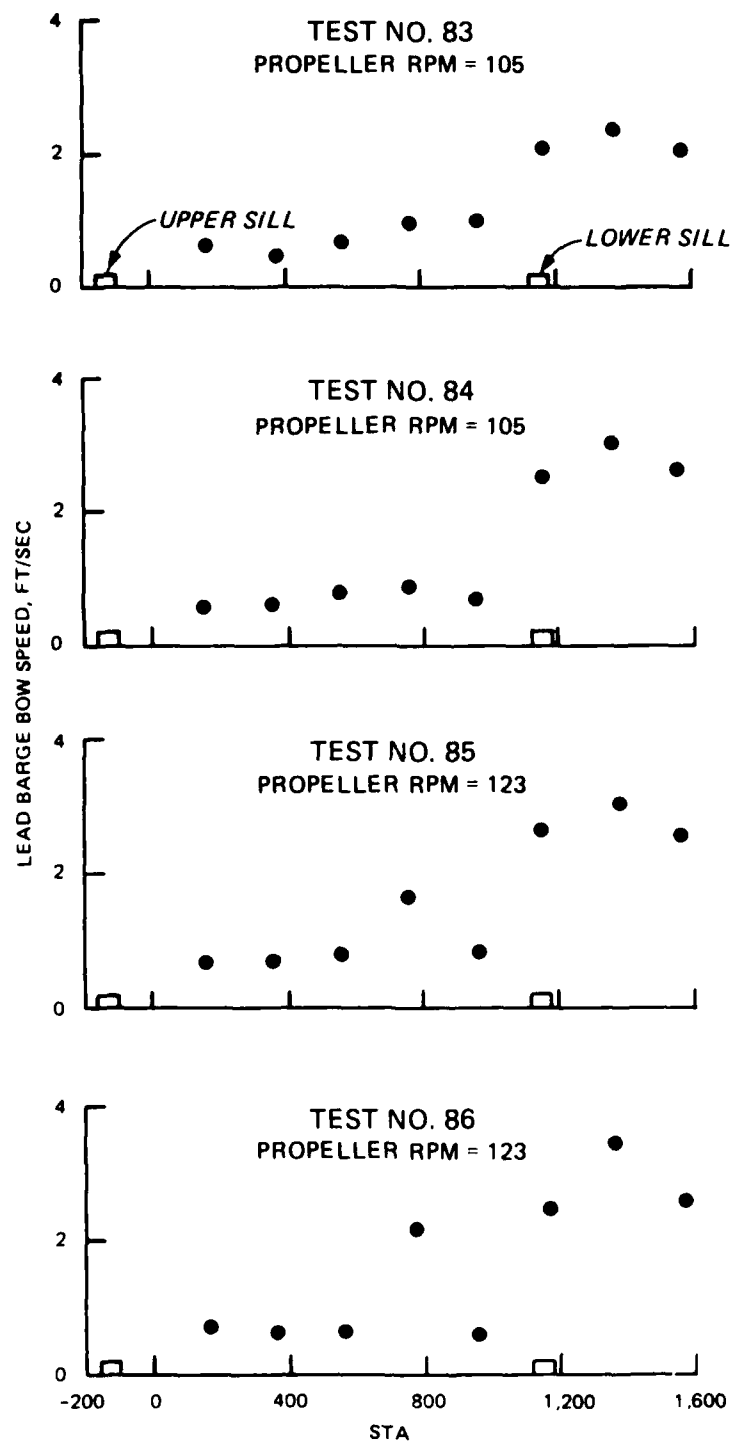 4
TEST NO. 83
PROPELLER RPM = 105
2
UPPER SILL
LOWER SILL
0
4
TEST NO. 84
PROPELLER RPM = 105
2
0
LEAD BARGE BOW SPEED, FT/SEC
4
TEST NO. 85
PROPELLER RPM = 123
2
0
4
TEST NO. 86
PROPELLER RPM = 123
2
0
-200 0 400 800 1,200 1,600
STA